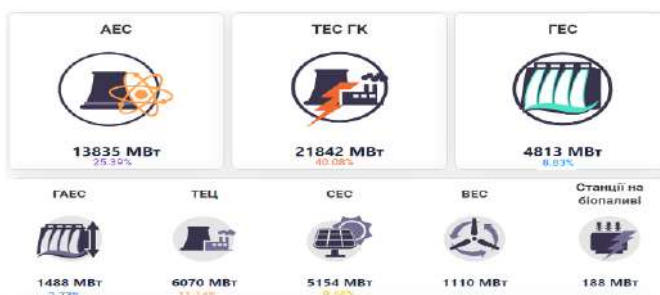 АЕС
ТЕС ГК
ГЕС
13835 МВт
25.39%
21842 МВт
40.08%
4813 МВт
8.83%
ГАЕС
ТЕЦ
СЕС
ВЕС
Станції на
біопаливі
1488 МВт
6070 МВт
5154 МВт
1110 МВт
188 МВт